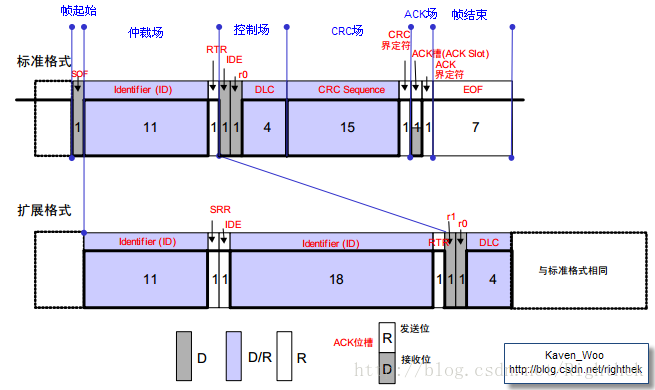 帧起始
仲裁场
控制场
CRC场
ACK场
帧结束
标准格式
SOF
Identifier (ID)
RTR
IDE
r0
DLC
CRC Sequence
CRC
界定符
ACK槽(ACK Slot)
ACK
界定符
EOF
1
11
1
1
1
4
15
1
1
1
7
扩展格式
SRR
IDE
r1
r0
Identifier (ID)
Identifier (ID)
RTR
DLC
11
1
1
18
1
1
1
4
与标准格式相同
D
D/R
R
ACK位槽
R
发送位
D
接收位
Kaven_Woo
http://blog.csdn.net/righthek